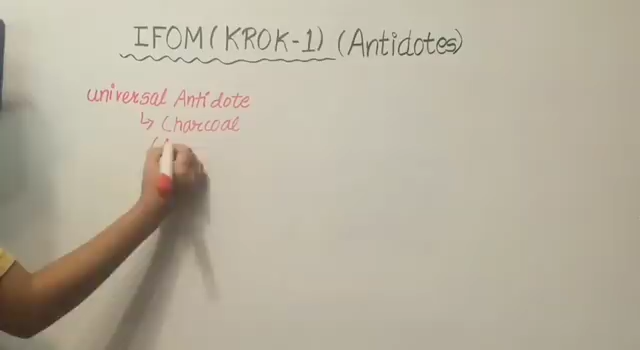 IFOM (KROK-1) (Antidotes)
universal Antidote
↳ Charcoal
(